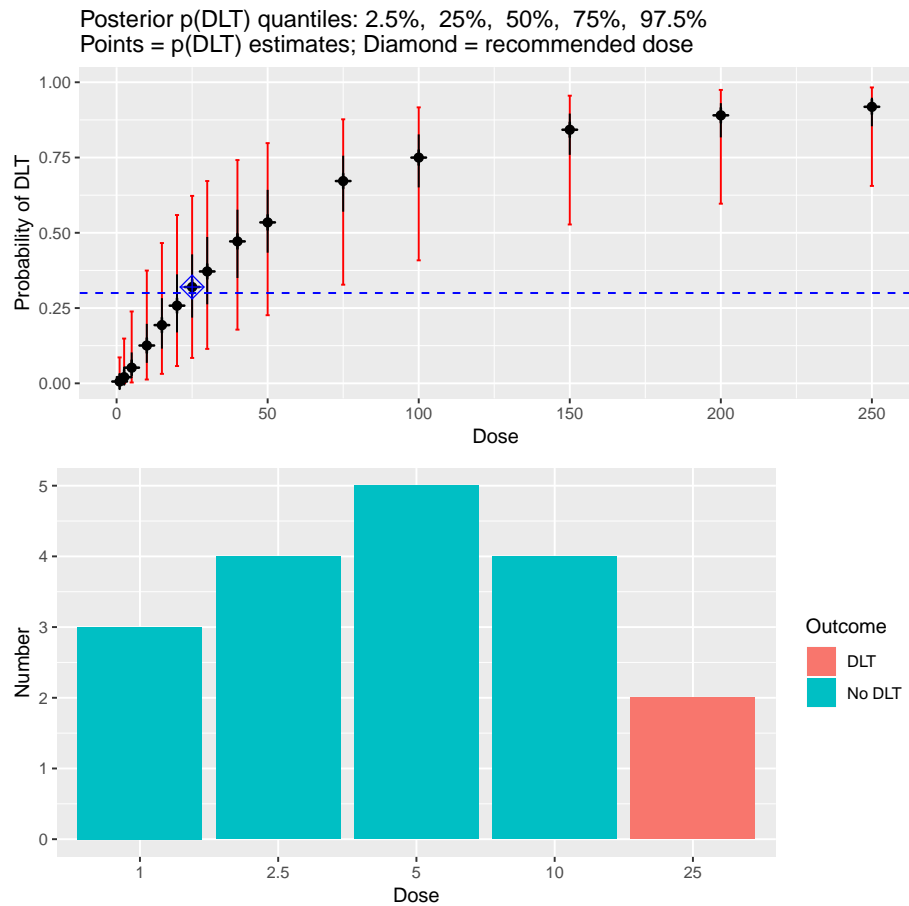 Posterior p(DLT) quantiles: 2.5%, 25%, 50%, 75%, 97.5%
Points = p(DLT) estimates; Diamond = recommended dose
Probability of DLT
1.00
0.75
0.50
0.25
0.00
0 50 100 150 200 250
Dose
Number
5
4
3
2
1
0
1 2.5 5 10 25
Dose
Outcome
DLT
No DLT